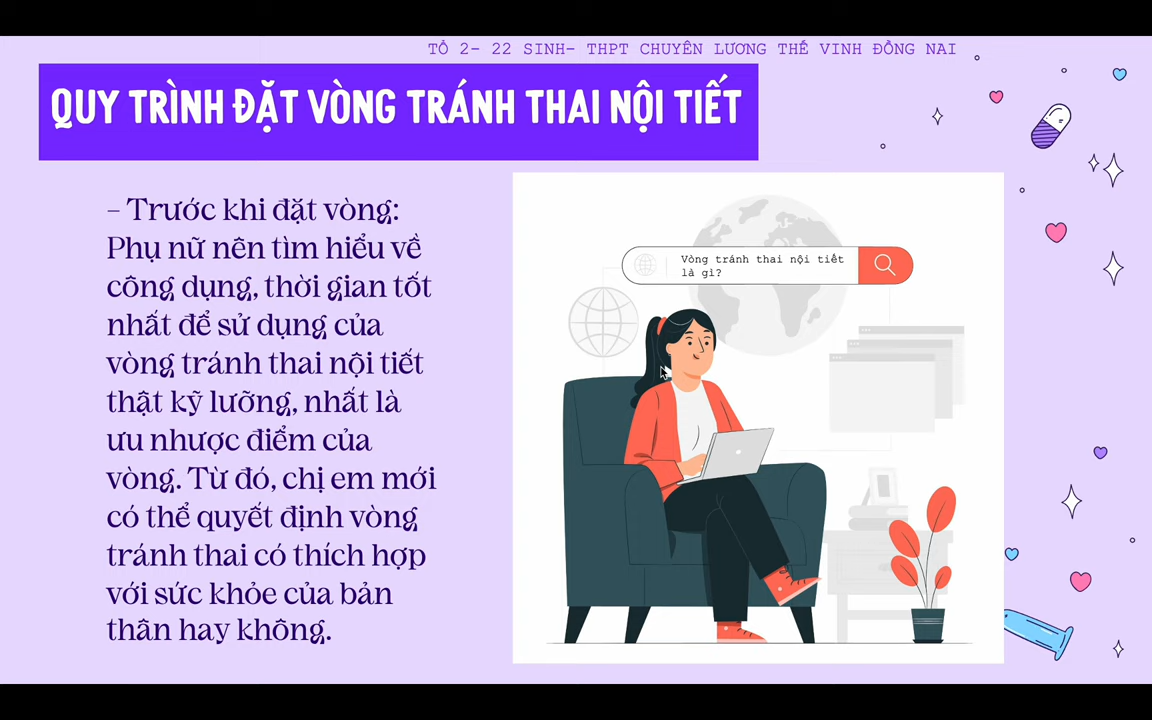 TỔ 2- 22 SINH- THPT CHUYÊN LƯƠNG THẾ VINH ĐỒNG NAI
QUY TRÌNH ĐẶT VÒNG TRÁNH THAI NỘI TIẾT
– Trước khi đặt vòng:
Phụ nữ nên tìm hiểu về
công dụng, thời gian tốt
nhất để sử dụng của
vòng tránh thai nội tiết
thật kỹ lưỡng, nhất là
ưu nhược điểm của
vòng. Từ đó, chị em mới
có thể quyết định vòng
tránh thai có thích hợp
với sức khỏe của bản
thân hay không.
Vòng tránh thai nội tiết
là gì?